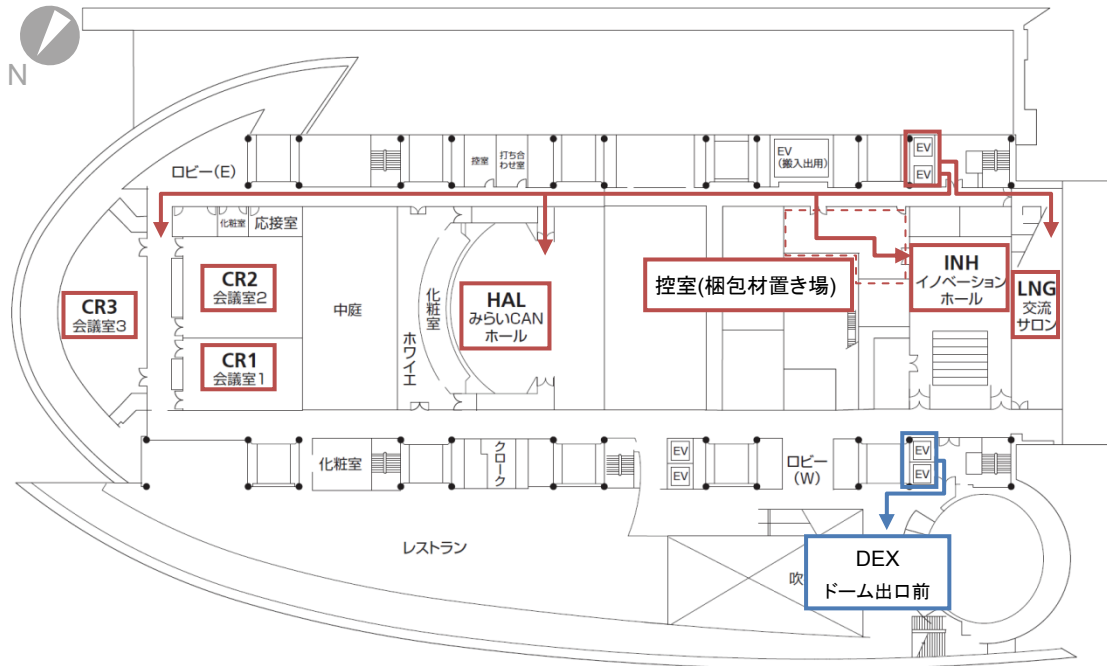 N
ロビー(E)
控室
打ち合
わせ室
EV
(搬入出用)
EV
EV
化粧室
応接室
CR2
会議室2
CR3
会議室3
CR1
会議室1
中庭
化粧室
ホワイエ
HAL
みらいCAN
ホール
控室(梱包材置き場)
INH
イノベーション
ホール
LNG
交流
サロン
化粧室
クローク
EV
EV
ロビー
(W)
EV
EV
レストラン
吹
DEX
ドーム出口前